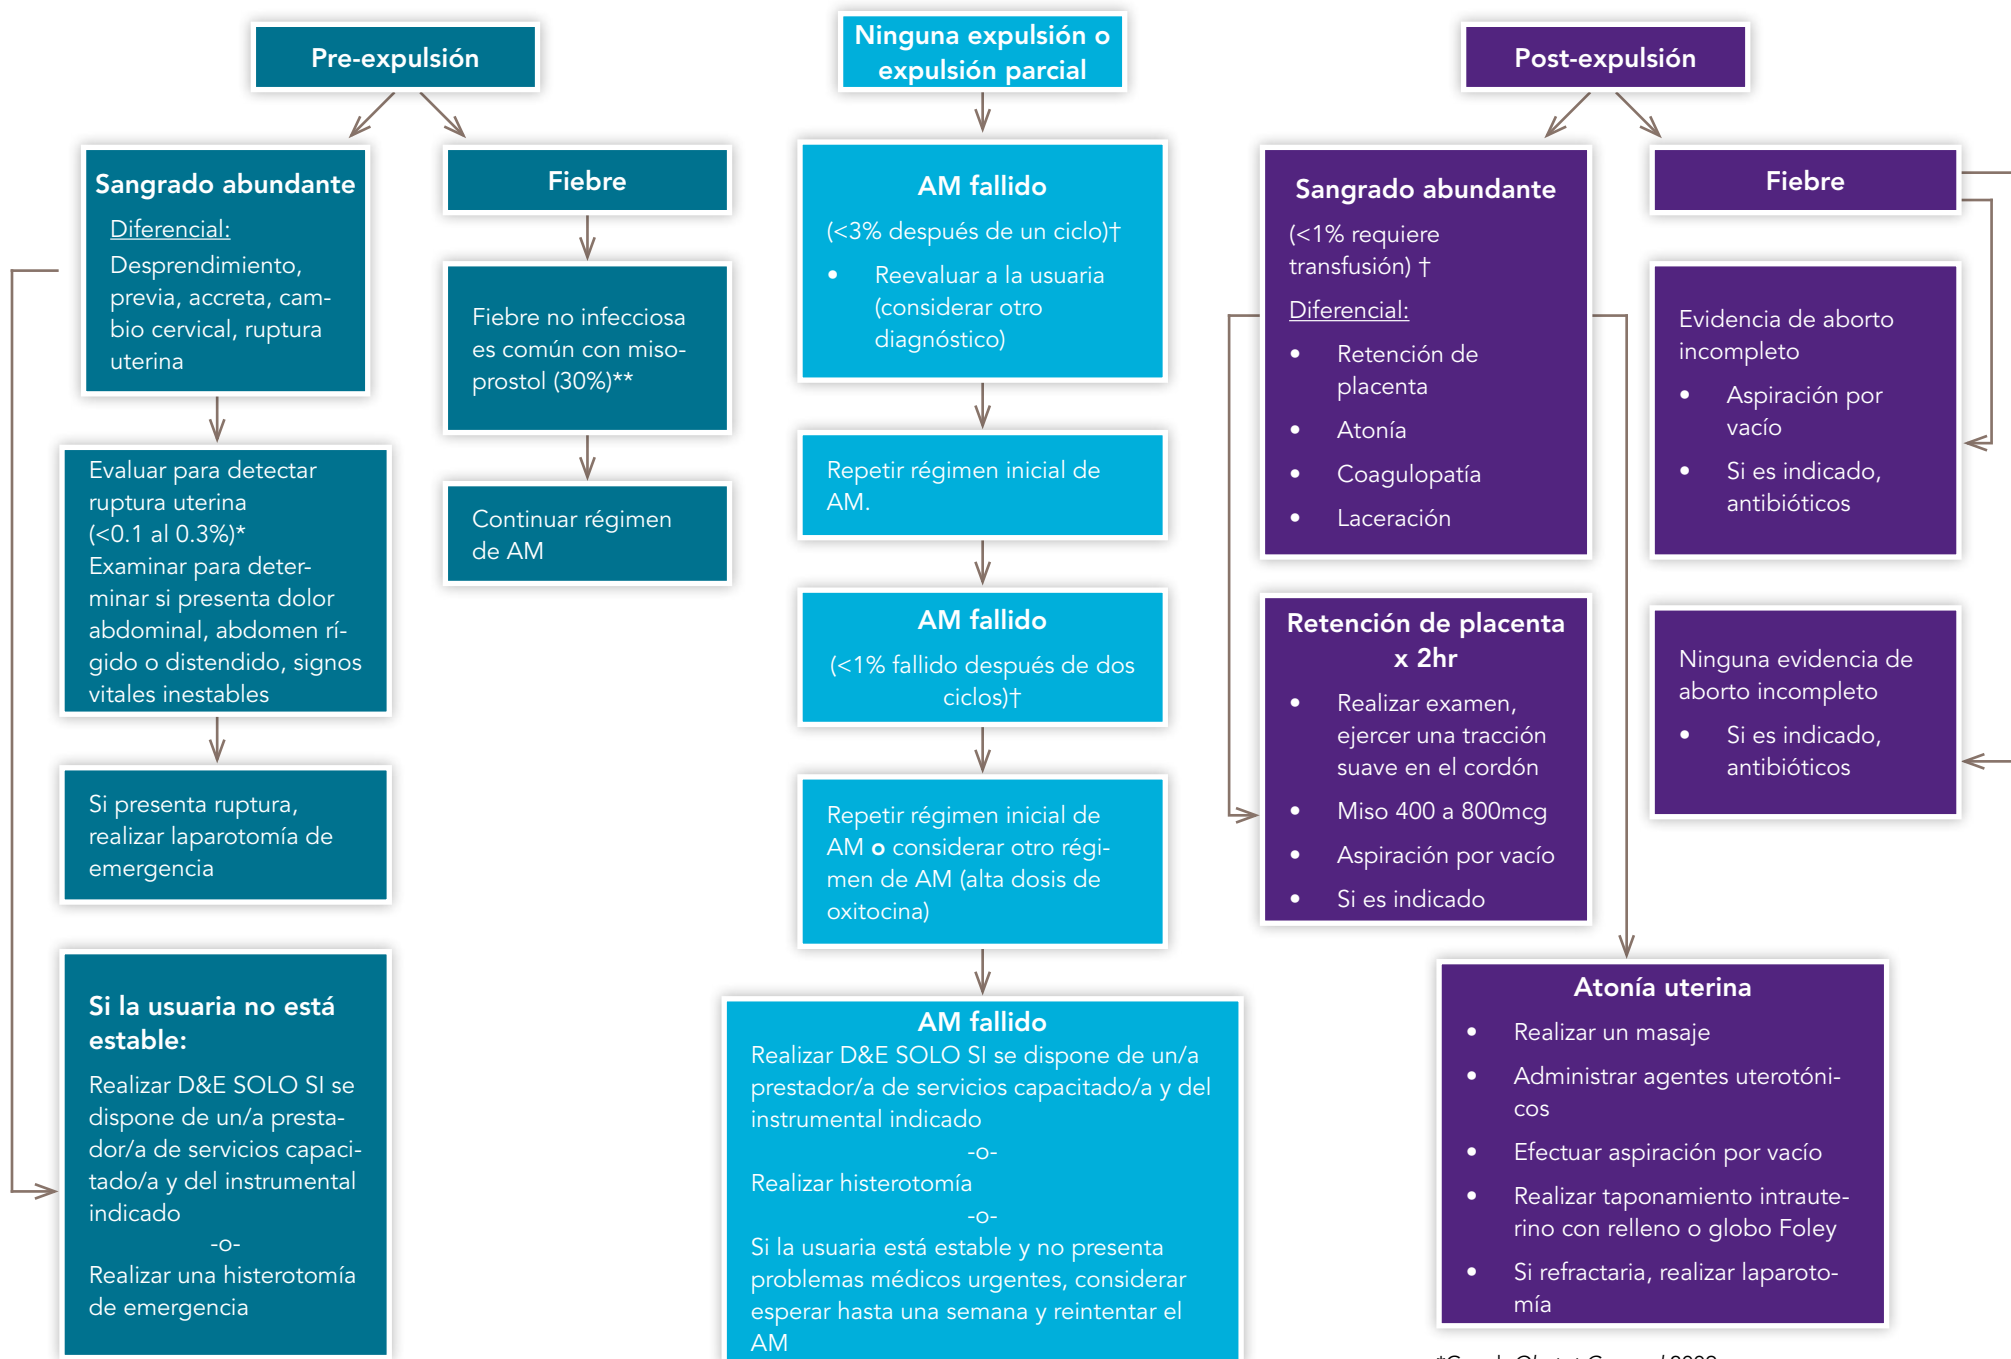 Pre-expulsión
Sangrado abundante
Diferencial:
Desprendimiento,
previa, accreta, cam-
bio cervical, ruptura
uterina
Evaluar para detectar
ruptura uterina
(<0.1 al 0.3%)*
Examinar para deter-
minar si presenta dolor
abdominal, abdomen rí-
gido o distendido, signos
vitales inestables
Si presenta ruptura,
realizar laparotomía de
emergencia
Si la usuaria no está
estable:
Realizar D&E SOLO SI se
dispone de un/a presta-
dor/a de servicios capaci-
tado/a y del instrumental
indicado
-o-
Realizar una histerotomía
de emergencia
Fiebre
Fiebre no infecciosa
es común con miso-
prostol (30%)**
Continuar régimen
de AM
Ninguna expulsión o
expulsión parcial
AM fallido
(<3% después de un ciclo)†
• Reevaluar a la usuaria
(considerar otro
diagnóstico)
Repetir régimen inicial de
AM.
AM fallido
(<1% fallido después de dos
ciclos)†
Repetir régimen inicial de
AM o considerar otro régi-
men de AM (alta dosis de
oxitocina)
AM fallido
Realizar D&E SOLO SI se dispone de un/a
prestador/a de servicios capacitado/a y del
instrumental indicado
-o-
Realizar histerotomía
-o-
Si la usuaria está estable y no presenta
problemas médicos urgentes, considerar
esperar hasta una semana y reintentar el
AM
Post-expulsión
Sangrado abundante
(<1% requiere
transfusión) †
Diferencial:
• Retención de
placenta
• Atonía
• Coagulopatía
• Laceración
Retención de placenta
x 2hr
• Realizar examen,
ejercer una tracción
suave en el cordón
• Miso 400 a 800mcg
• Aspiración por vacío
• Si es indicado
Atonía uterina
• Realizar un masaje
• Administrar agentes uterotóni-
cos
• Efectuar aspiración por vacío
• Realizar taponamiento intraute-
rino con relleno o globo Foley
• Si refractaria, realizar laparoto-
mía
Fiebre
Evidencia de aborto
incompleto
• Aspiración por
vacío
• Si es indicado,
antibióticos
Ninguna evidencia de
aborto incompleto
• Si es indicado,
antibióticos